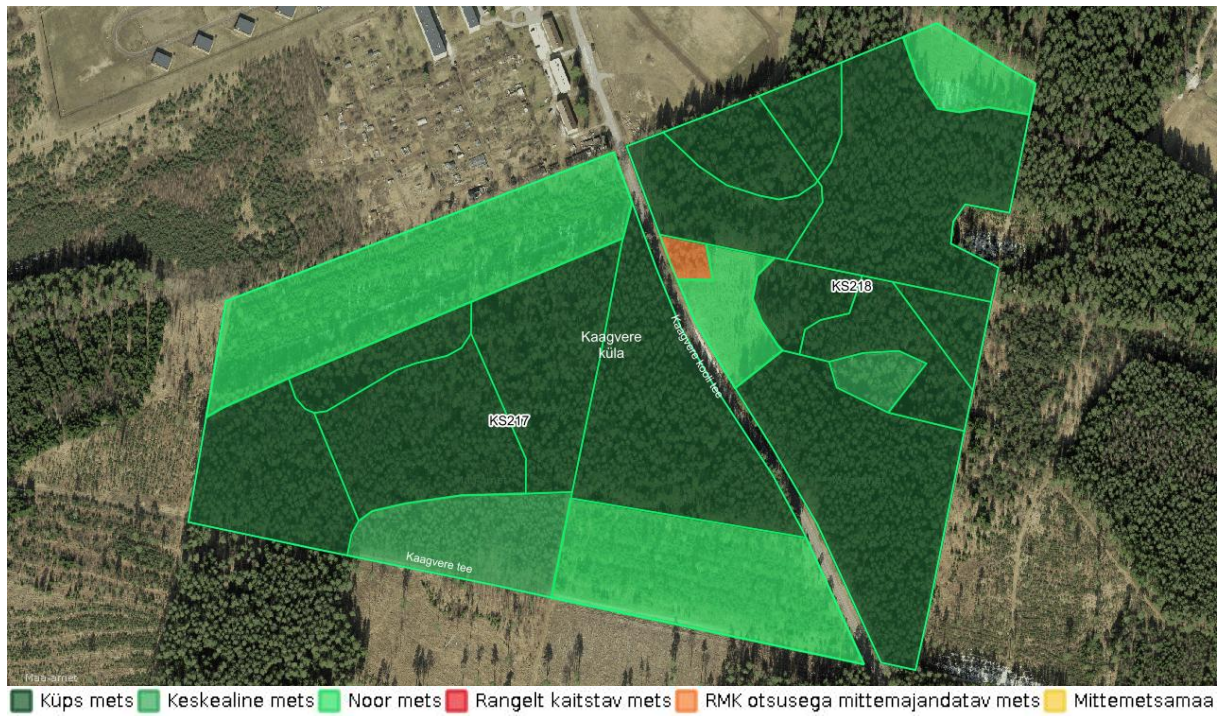 KS218
Kaagvere
küla
Kaagvere kooli tee
KS217
Kaagvere tee
Maa-amet
Küps mets
Keskealine mets
Noor mets
Rangelt kaitstav mets
RMK otsusega mittemajandatav mets
Mittemetsamaa